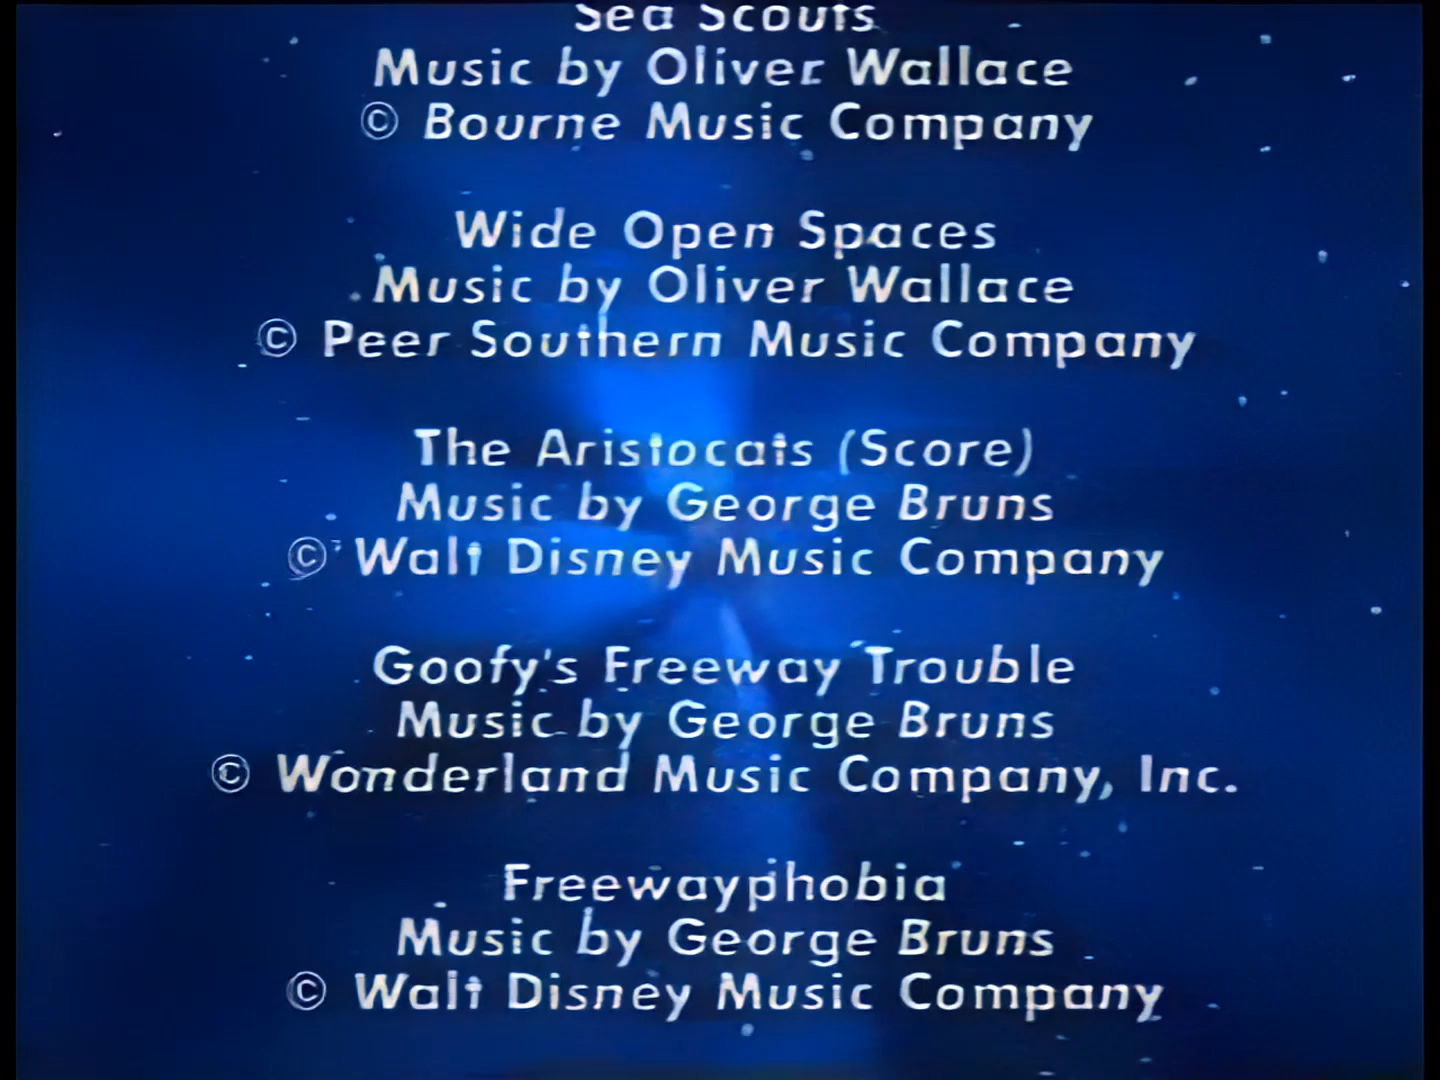 Sea Scouts
Music by Oliver Wallace
© Bourne Music Company
Wide Open Spaces
Music by Oliver Wallace
© Peer Southern Music Company
The Aristocats (Score)
Music by George Bruns
© Walt Disney Music Company
Goofy's Freeway Trouble
Music by George Bruns
© Wonderland Music Company, Inc.
Freewayphobia
Music by George Bruns
© Walt Disney Music Company